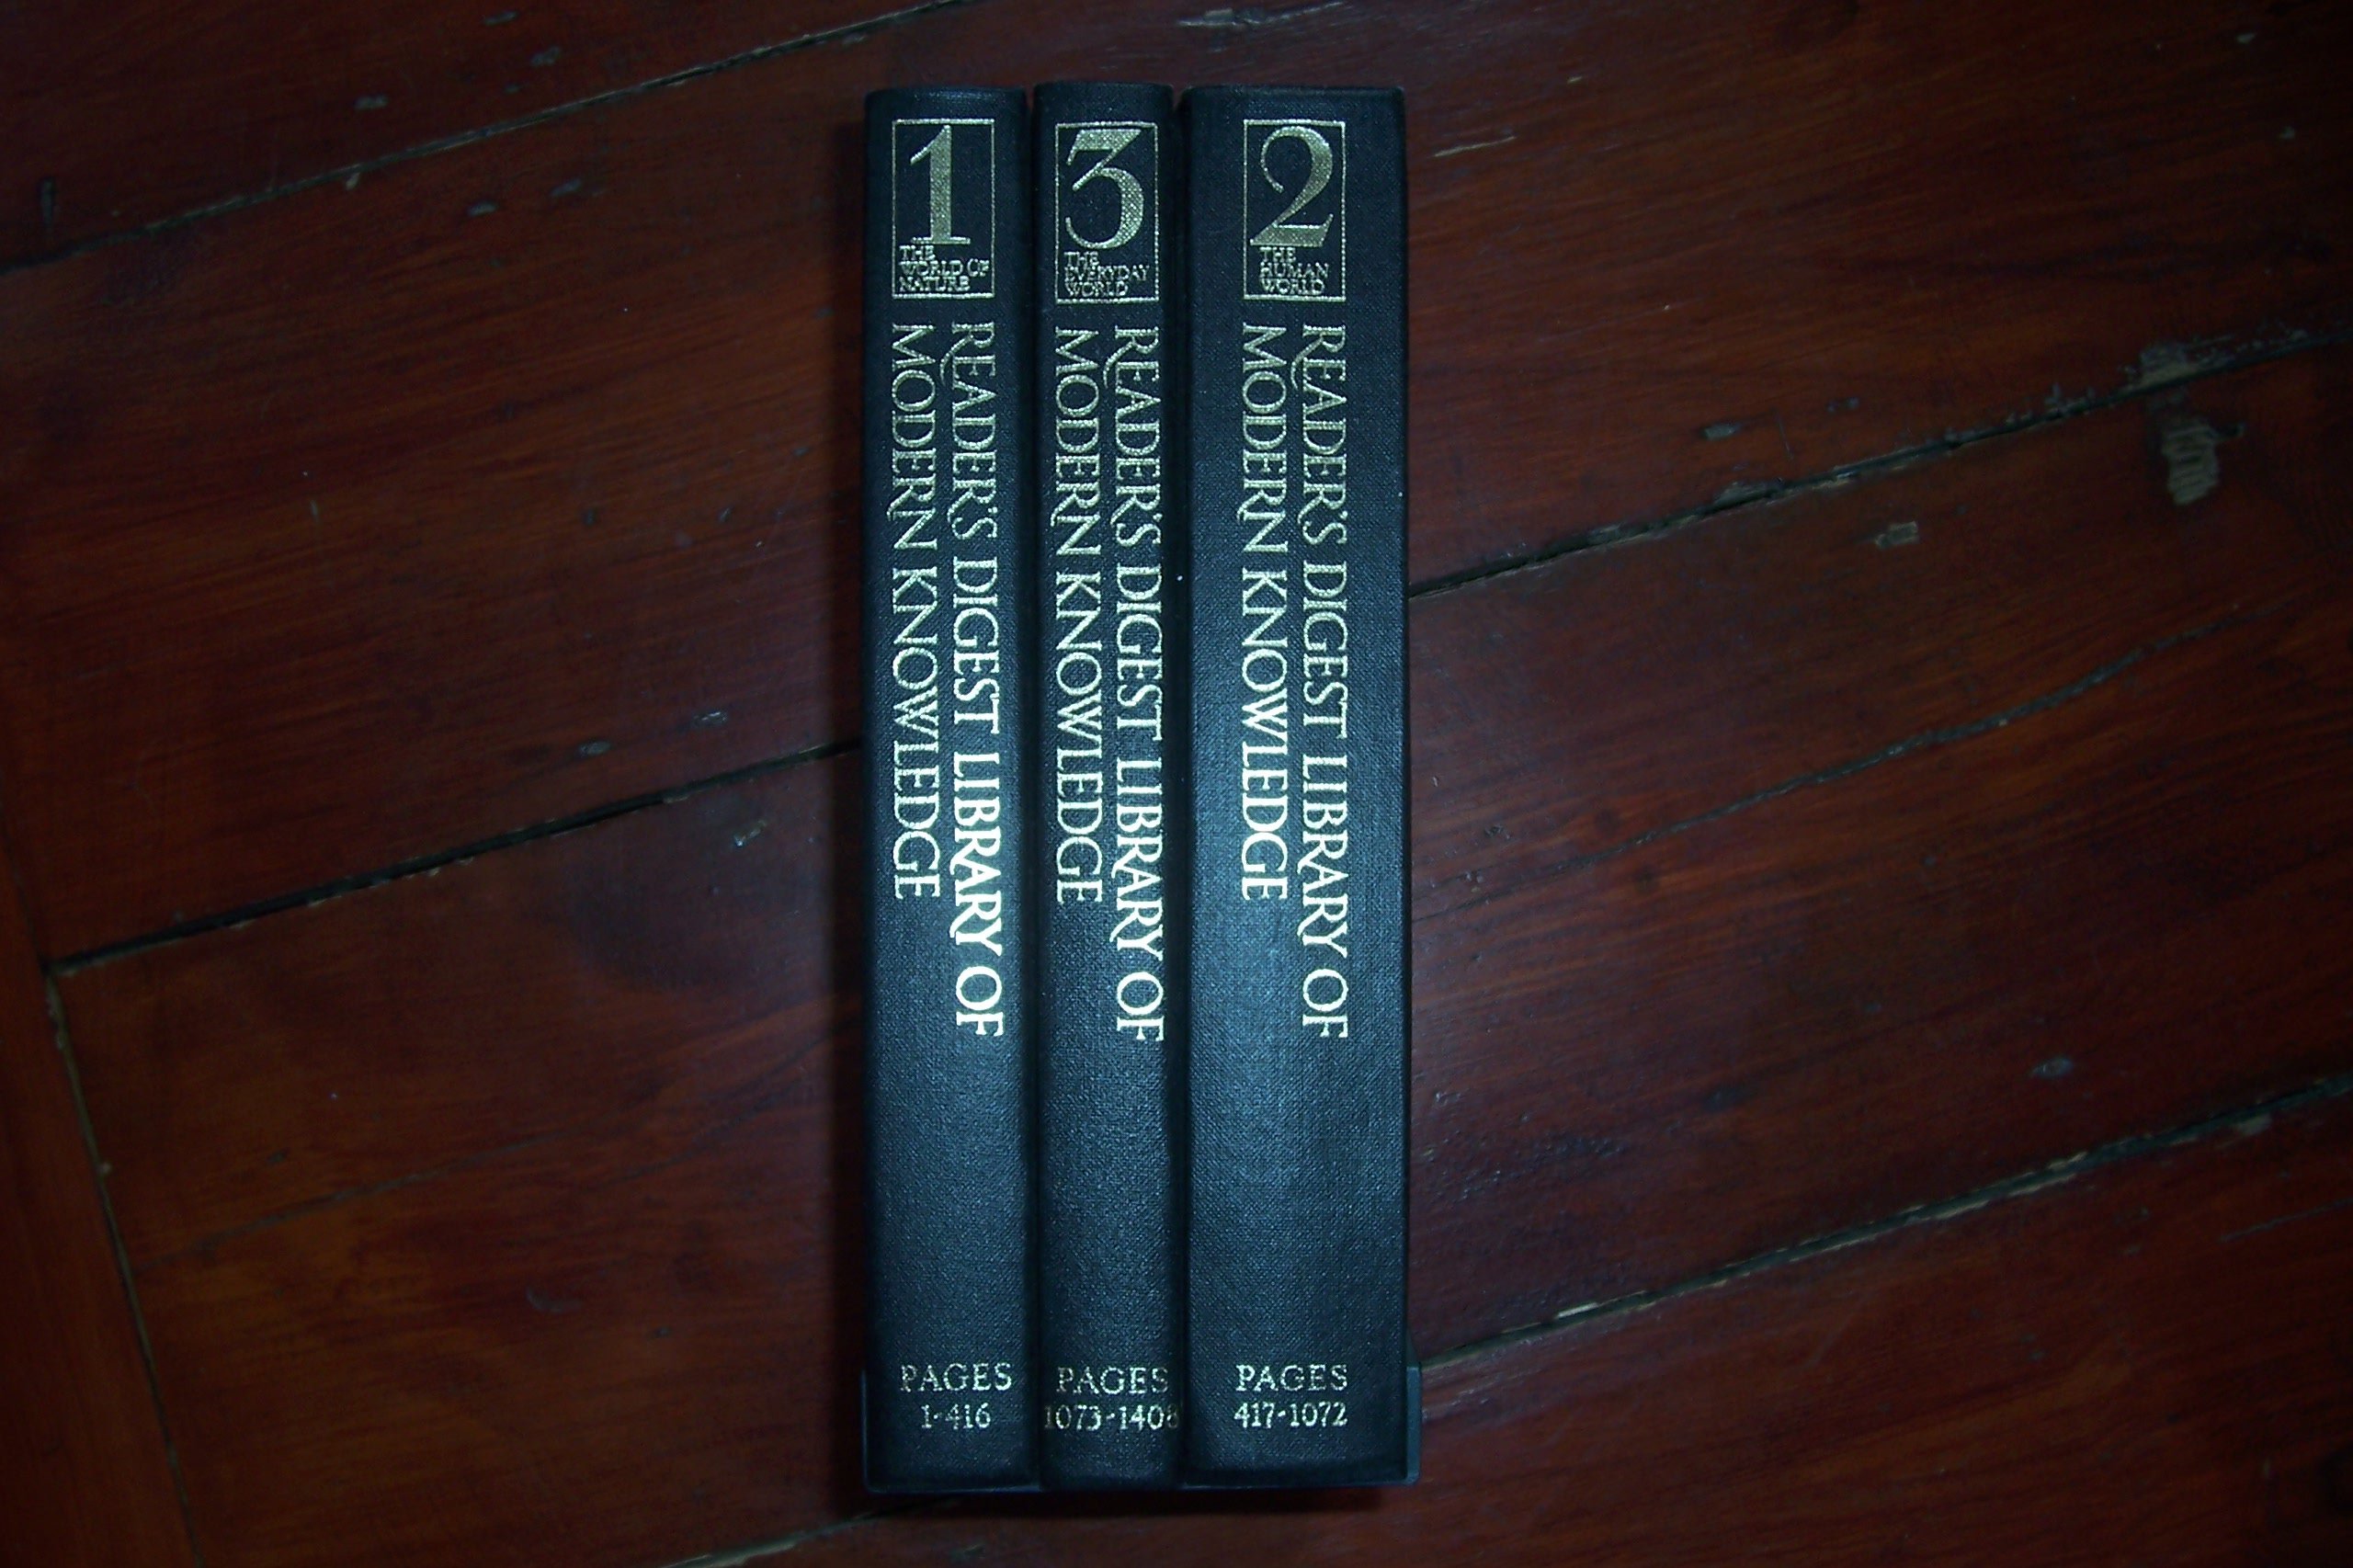 1
THE
WORLD OF
NATURE
READER'S DIGEST LIBRARY OF
MODERN KNOWLEDGE
PAGES
1-416
3
THE
EVERYDAY
WORLD
READER'S DIGEST LIBRARY OF
MODERN KNOWLEDGE
PAGES
1073-1408
2
THE
HUMAN
WORLD
READER'S DIGEST LIBRARY OF
MODERN KNOWLEDGE
PAGES
417-1072